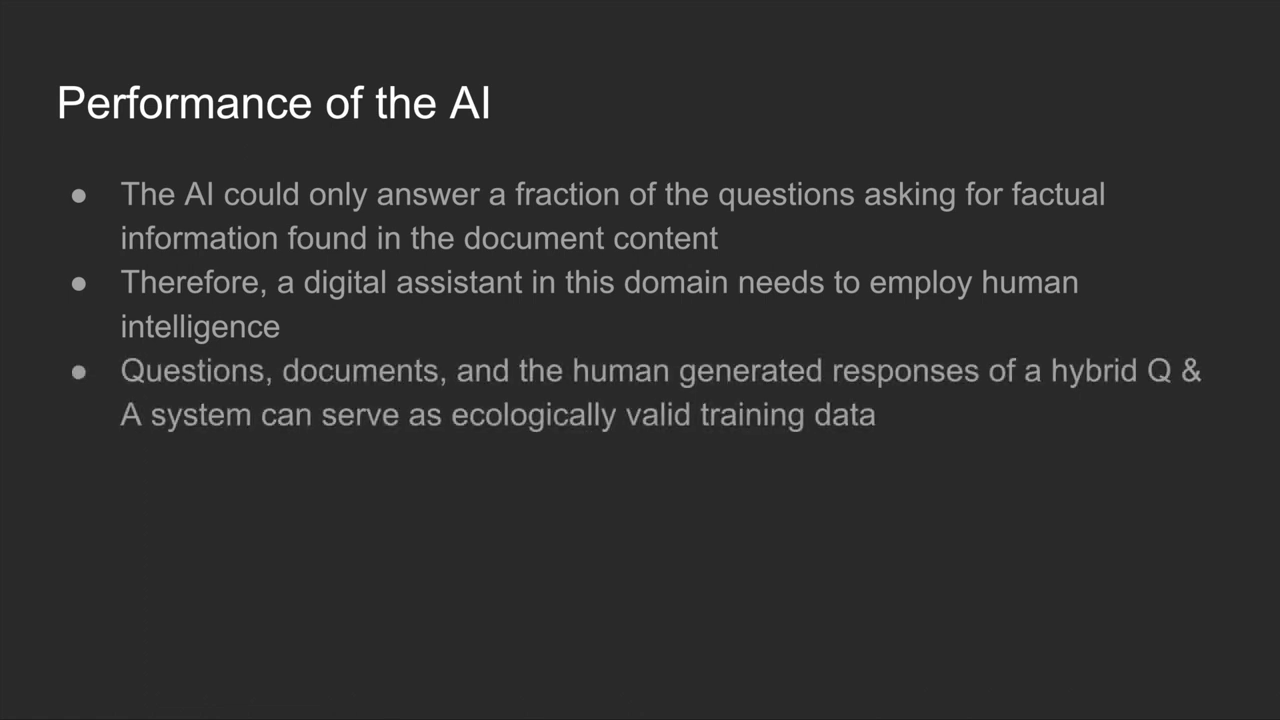 Performance of the AI
● The AI could only answer a fraction of the questions asking for factual
information found in the document content
● Therefore, a digital assistant in this domain needs to employ human
intelligence
● Questions, documents, and the human generated responses of a hybrid Q &
A system can serve as ecologically valid training data